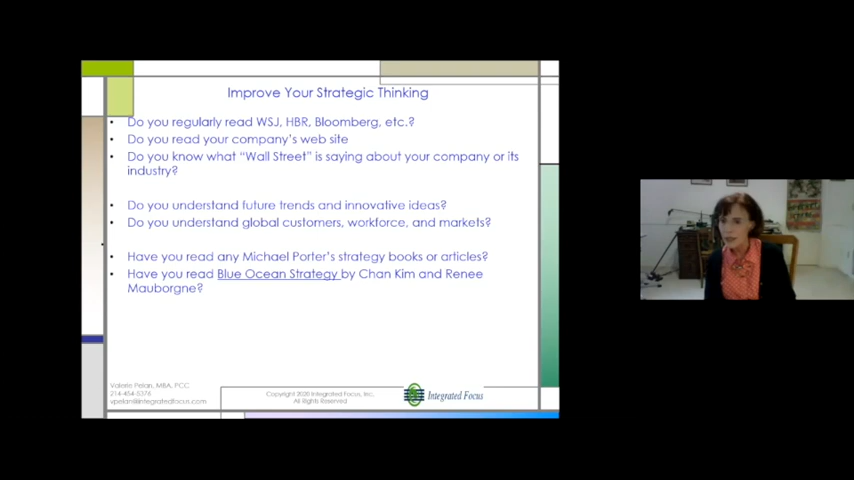 Improve Your Strategic Thinking
• Do you regularly read WSJ, HBR, Bloomberg, etc.?
• Do you read your company's web site
• Do you know what “Wall Street” is saying about your company or its
industry?
• Do you understand future trends and innovative ideas?
• Do you understand global customers, workforce, and markets?
• Have you read any Michael Porter's strategy books or articles?
• Have you read Blue Ocean Strategy by Chan Kim and Renee
Mauborgne?
Valerie Pelan, MBA, PCC
214-454-5376
vpelan@integratedfocus.com
Copyright 2020 Integrated Focus, Inc.
All Rights Reserved
Integrated Focus